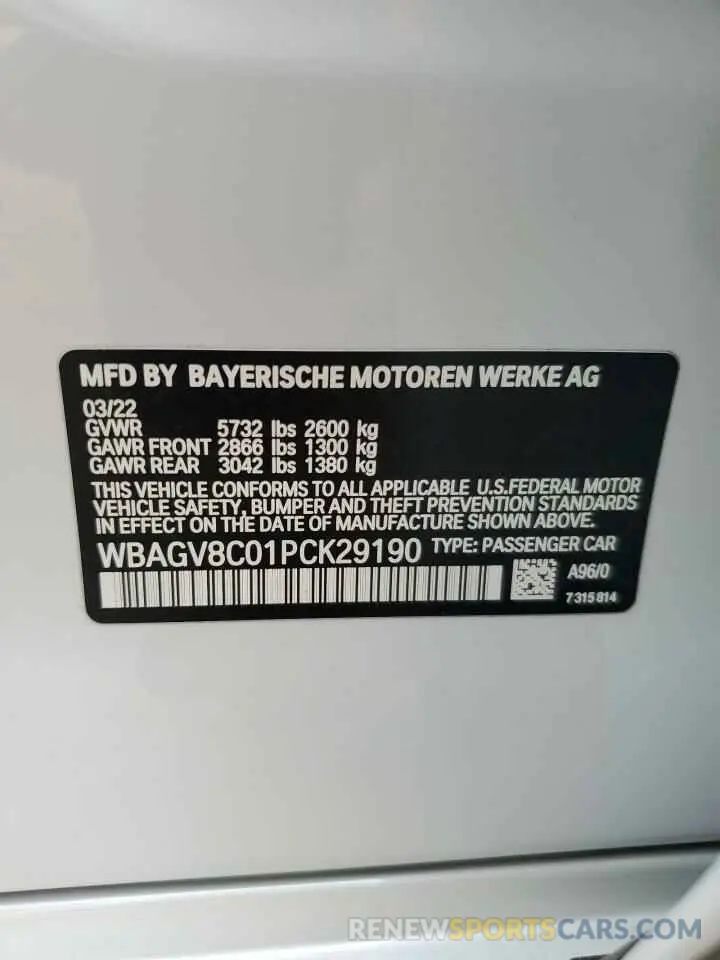 MFD BY BAYERISCHE MOTOREN WERKE AG
03/22
GVWR 5732 lbs 2600 kg
GAWR FRONT 2866 lbs 1300 kg
GAWR REAR 3042 lbs 1380 kg
THIS VEHICLE CONFORMS TO ALL APPLICABLE U.S.FEDERAL MOTOR
VEHICLE SAFETY, BUMPER AND THEFT PREVENTION STANDARDS
IN EFFECT ON THE DATE OF MANUFACTURE SHOWN ABOVE.
WBAGV8C01PCK29190 TYPE: PASSENGER CAR
A96/0
7 315 814
RENEWSPORTSCARS.COM